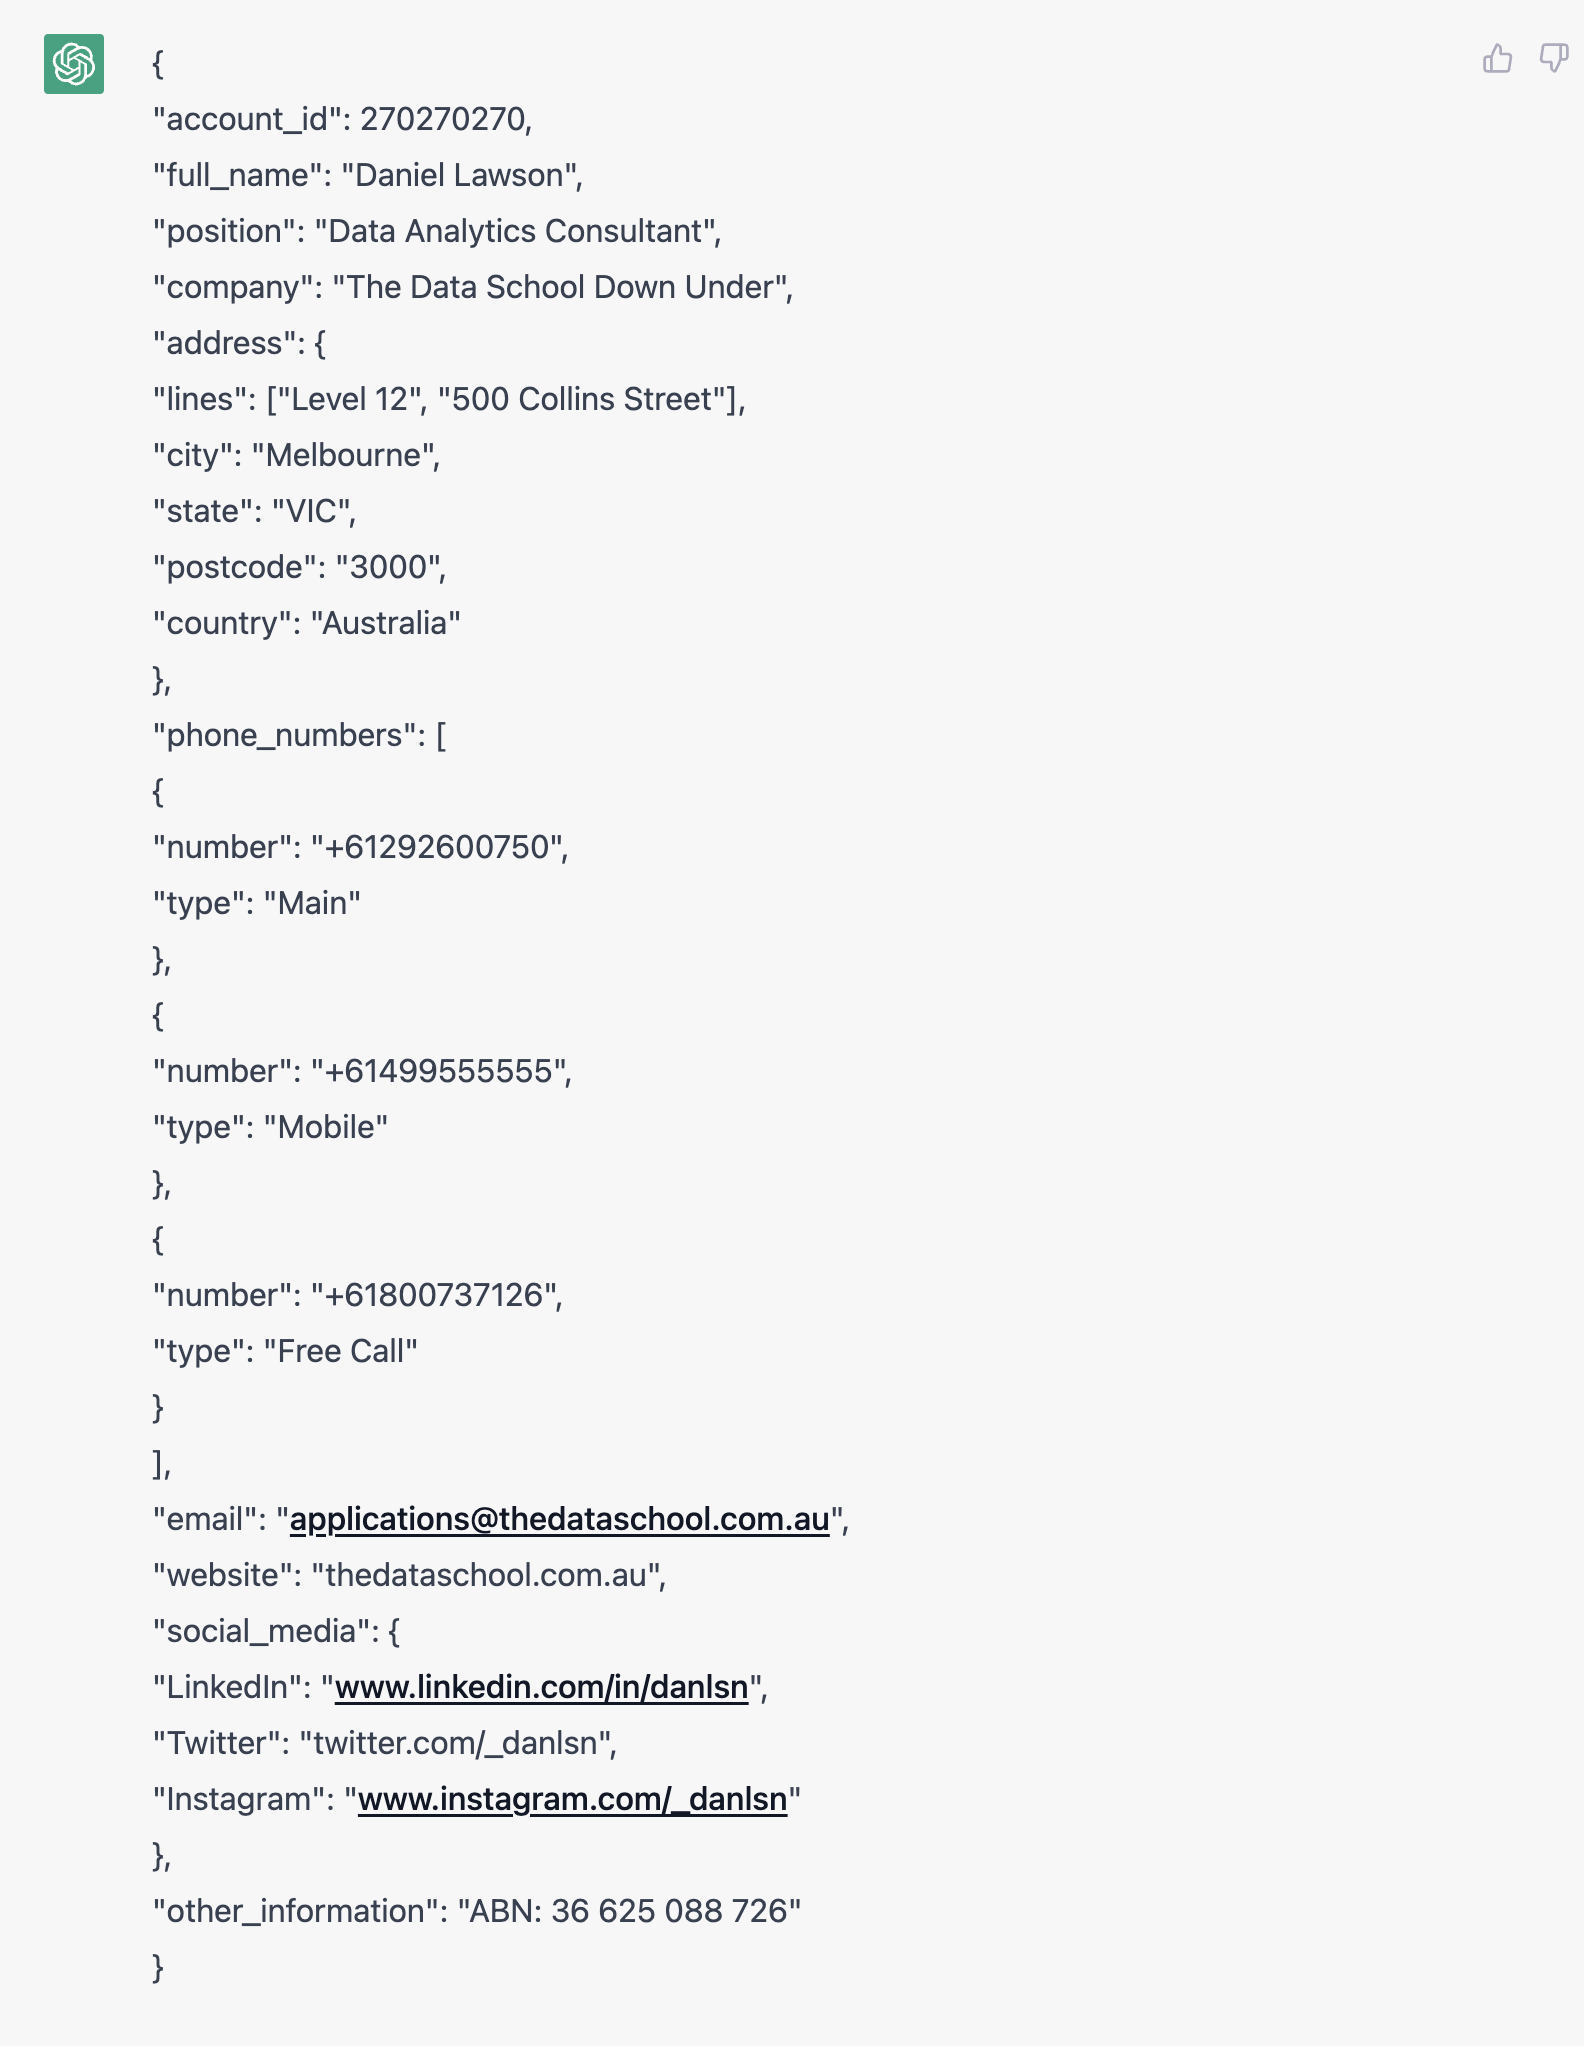 {
"account_id": 270270270,
"full_name": "Daniel Lawson",
"position": "Data Analytics Consultant",
"company": "The Data School Down Under",
"address": {
"lines": ["Level 12", "500 Collins Street"],
"city": "Melbourne",
"state": "VIC",
"postcode": "3000",
"country": "Australia"
},
"phone_numbers": [
{
"number": "+61292600750",
"type": "Main"
},
{
"number": "+61499555555",
"type": "Mobile"
},
{
"number": "+61800737126",
"type": "Free Call"
}
],
"email": "applications@thedataschool.com.au",
"website": "thedataschool.com.au",
"social_media": {
"LinkedIn": "www.linkedin.com/in/danlsn",
"Twitter": "twitter.com/_danlsn",
"Instagram": "www.instagram.com/_danlsn"
},
"other_information": "ABN: 36 625 088 726"
}